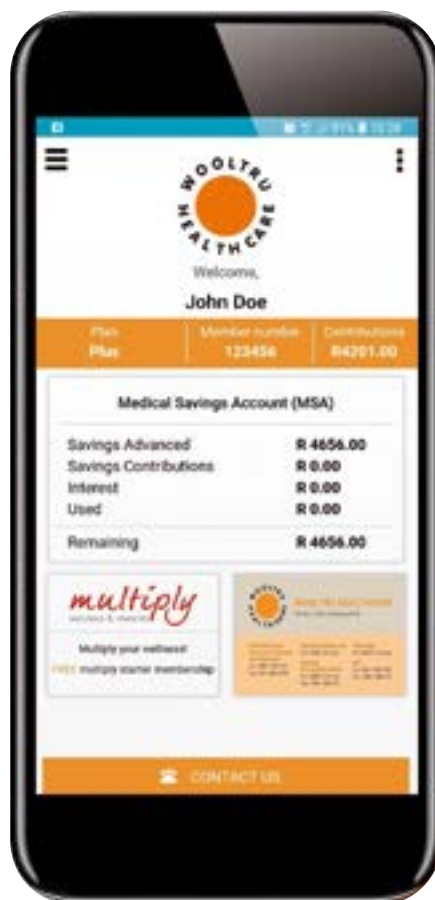 WOOLTRU
HEALTHCARE
Welcome,
John Doe
Plan Member number Contributions
Plus 123456 R4201.00
Medical Savings Account (MSA)
Savings Advanced R 4656.00
Savings Contributions R 0.00
Interest R 0.00
Used R 0.00
Remaining R 4656.00
multiply
Multiply your wellness!
FREE multiply starter membership
WOOLTRU HEALTHCARE
CONTACT US